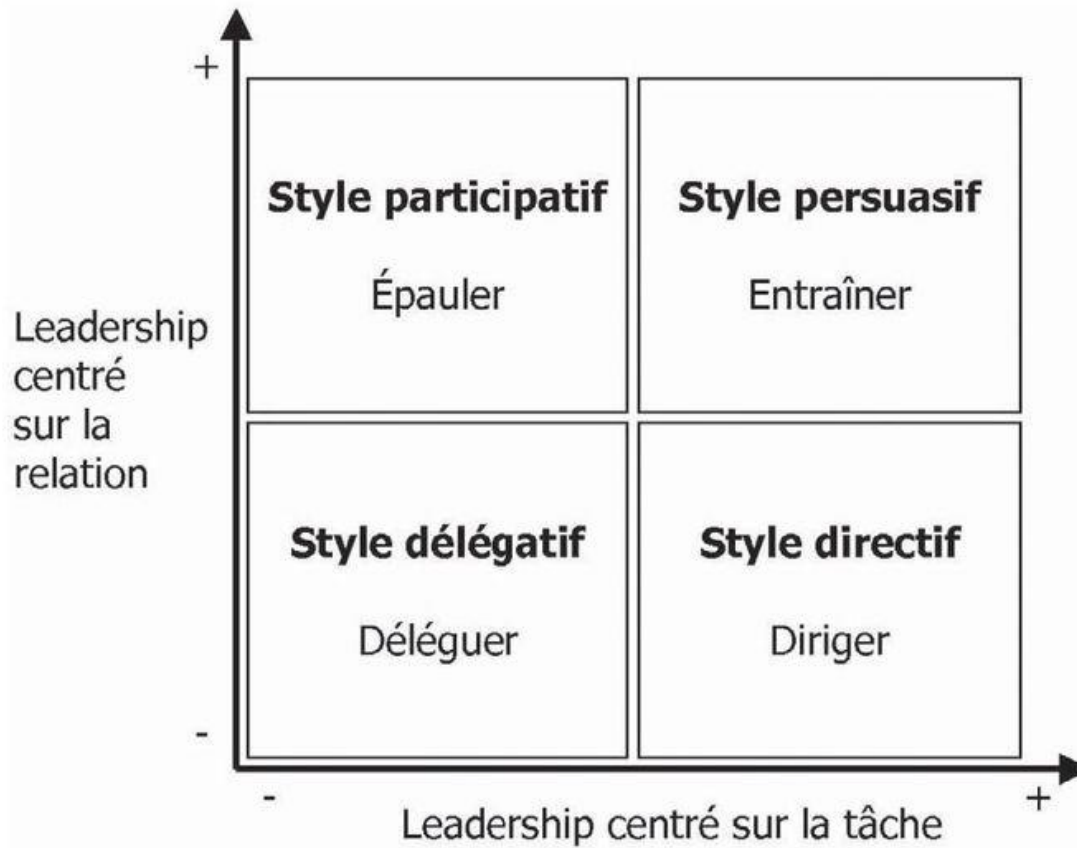 +
Style participatif
Épauler
Style persuasif
Entraîner
Leadership
centré
sur la
relation
Style délégatif
Déléguer
Style directif
Diriger
-
-
+
Leadership centré sur la tâche